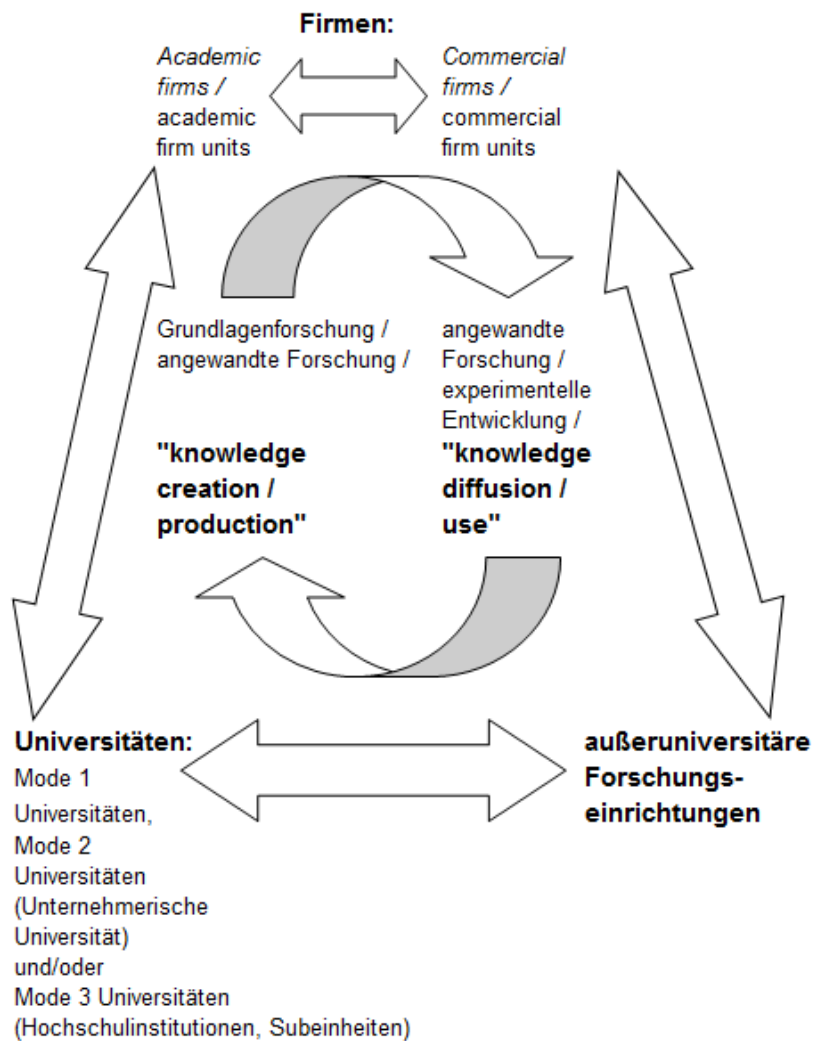 Firmen:
Academic
firms /
academic
firm units
Commercial
firms /
commercial
firm units
Grundlagenforschung /
angewandte Forschung /
"knowledge
creation /
production"
angewandte
Forschung /
experimentelle
Entwicklung /
"knowledge
diffusion /
use"
Universitäten:
Mode 1
Universitäten,
Mode 2
Universitäten
(Unternehmerische
Universität)
und/oder
Mode 3 Universitäten
(Hochschulinstitutionen, Subeinheiten)
außeruniversitäre
Forschungs-
einrichtungen